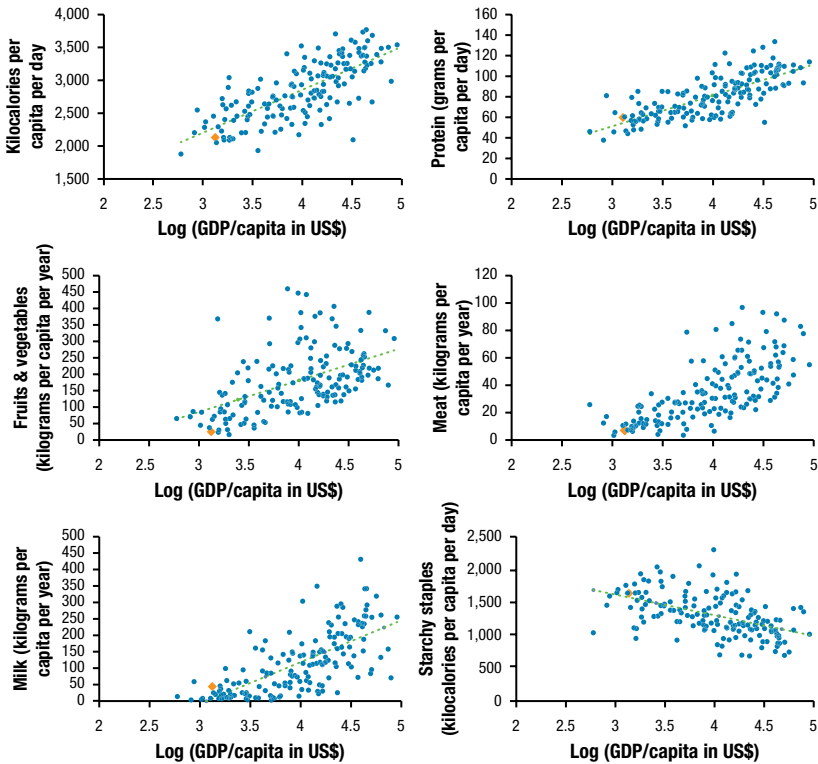 Kilocalories per
capita per day
4,000
3,500
3,000
2,500
2,000
1,500
2 2.5 3 3.5 4 4.5 5
Log (GDP/capita in US$)
Protein (grams per
capita per day)
160
140
120
100
80
60
40
20
0
2 2.5 3 3.5 4 4.5 5
Log (GDP/capita in US$)
Fruits & vegetables
(kilograms per capita per year)
500
450
400
350
300
250
200
150
100
50
0
2 2.5 3 3.5 4 4.5 5
Log (GDP/capita in US$)
Meat (kilograms per
capita per year)
120
100
80
60
40
20
0
2 2.5 3 3.5 4 4.5 5
Log (GDP/capita in US$)
Milk (kilograms per
capita per year)
500
450
400
350
300
250
200
150
100
50
0
2 2.5 3 3.5 4 4.5 5
Log (GDP/capita in US$)
Starchy staples
(kilocalories per capita per day)
2,500
2,000
1,500
1,000
500
0
2 2.5 3 3.5 4 4.5 5
Log (GDP/capita in US$)